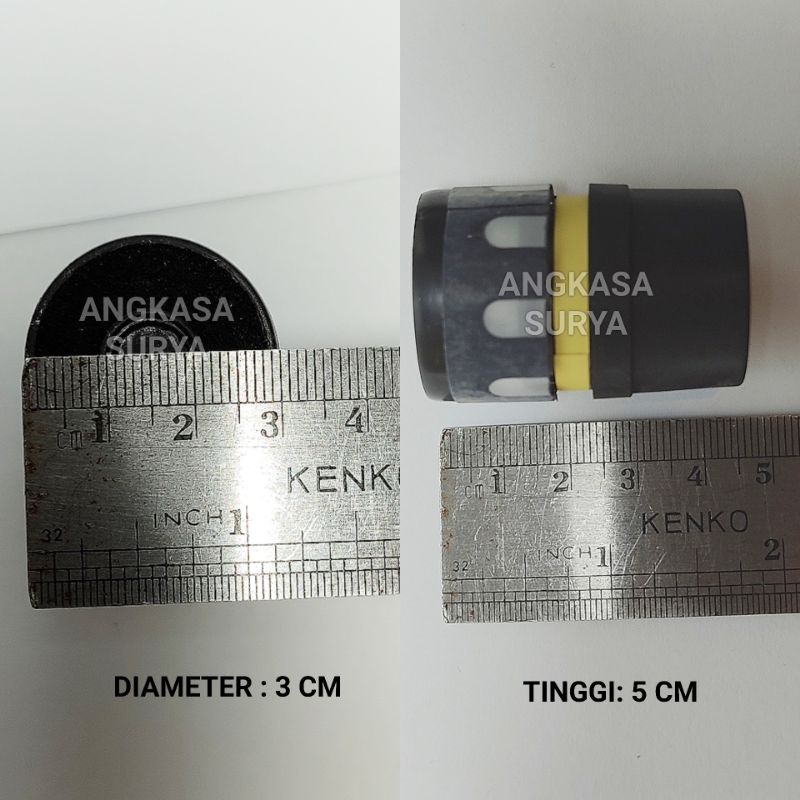 ANGKASA
SURYA
cm 1 2 3 4
KENK
INCH 1
32
DIAMETER : 3 CM
ANGKASA
SURYA
cm 1 2 3 4 5
KENKO
INCH 1 2
32
TINGGI: 5 CM